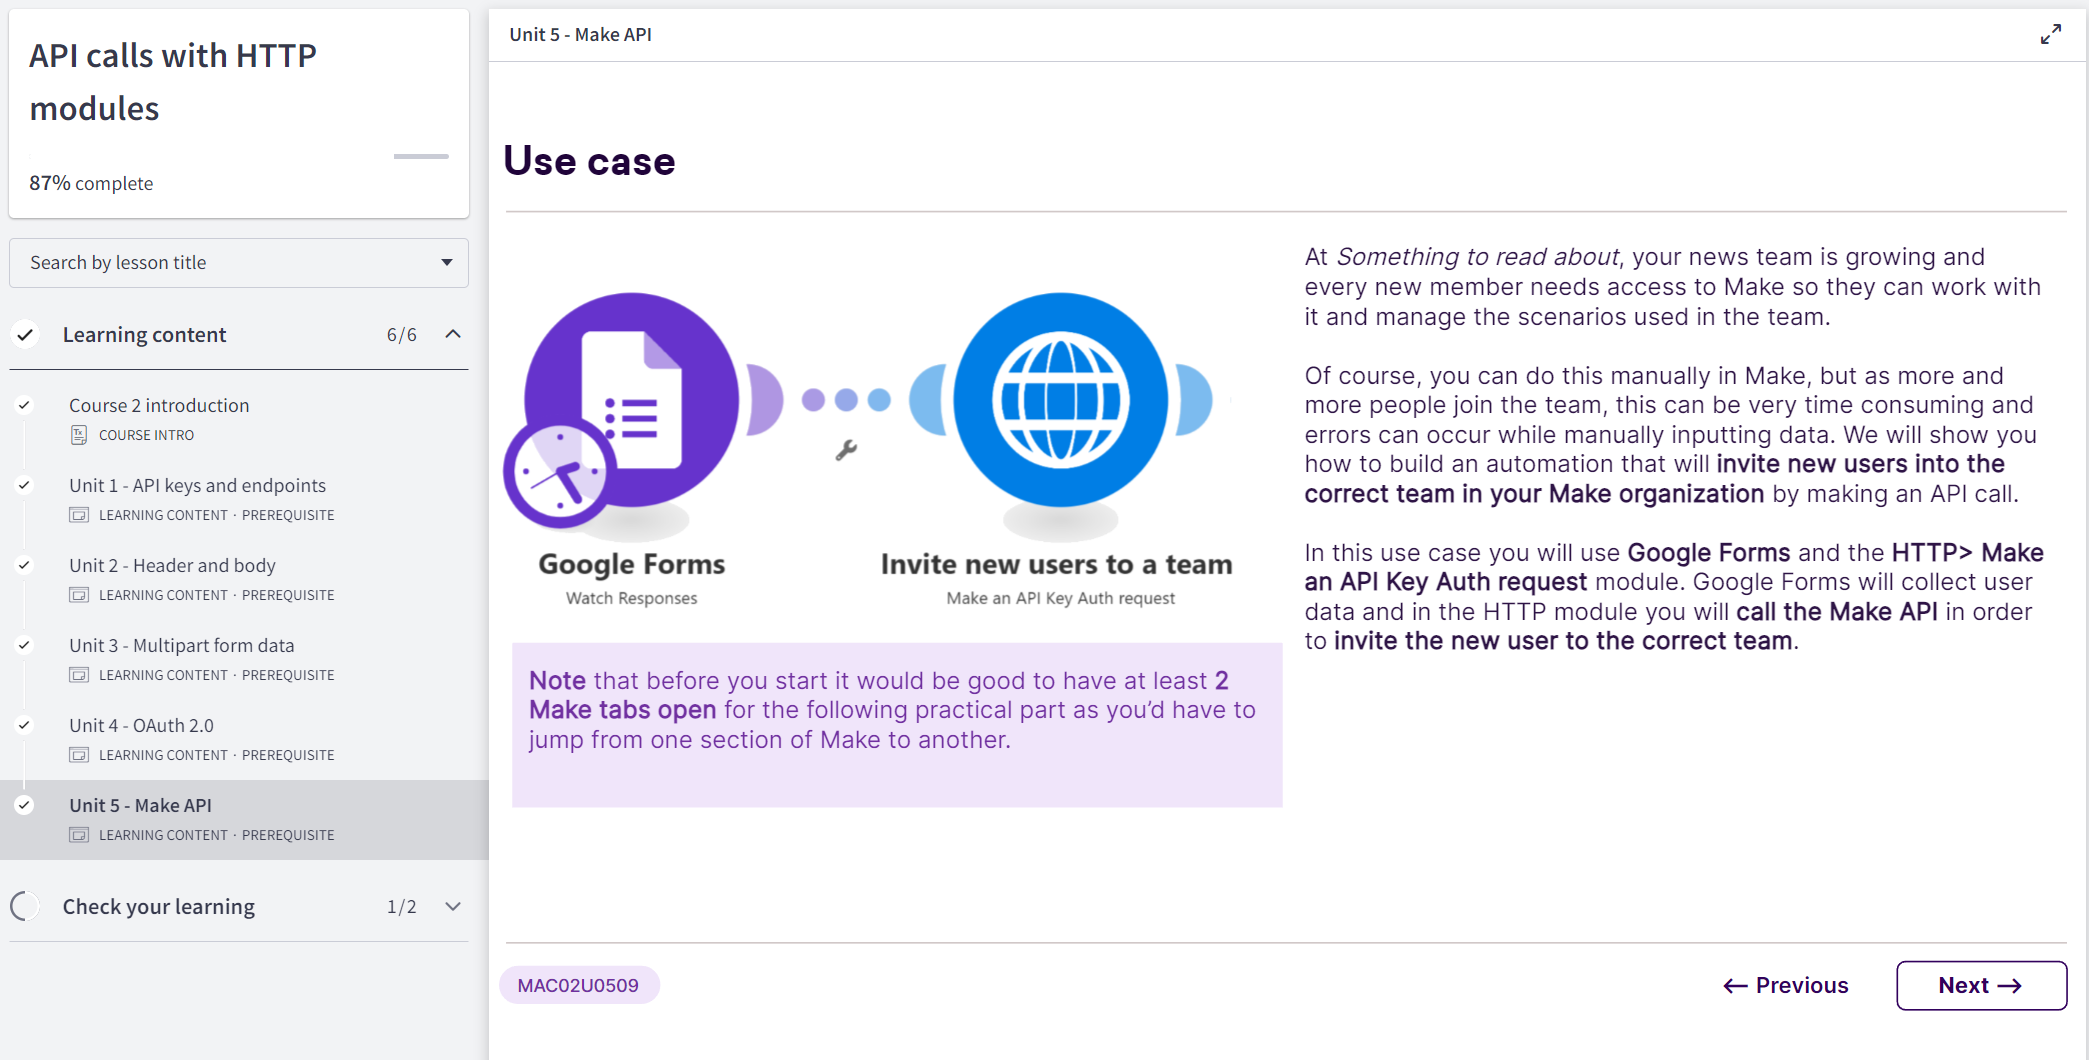 API calls with HTTP
modules
87% complete
Search by lesson title
Learning content 6/6
Course 2 introduction
COURSE INTRO
Unit 1 - API keys and endpoints
LEARNING CONTENT · PREREQUISITE
Unit 2 - Header and body
LEARNING CONTENT · PREREQUISITE
Unit 3 - Multipart form data
LEARNING CONTENT · PREREQUISITE
Unit 4 - OAuth 2.0
LEARNING CONTENT · PREREQUISITE
Unit 5 - Make API
LEARNING CONTENT · PREREQUISITE
Check your learning 1/2
Unit 5 - Make API
Use case
Google Forms
Watch Responses
Invite new users to a team
Make an API Key Auth request
Note that before you start it would be good to have at least 2
Make tabs open for the following practical part as you’d have to
jump from one section of Make to another.
At Something to read about, your news team is growing and
every new member needs access to Make so they can work with
it and manage the scenarios used in the team.
Of course, you can do this manually in Make, but as more and
more people join the team, this can be very time consuming and
errors can occur while manually inputting data. We will show you
how to build an automation that will invite new users into the
correct team in your Make organization by making an API call.
In this use case you will use Google Forms and the HTTP> Make
an API Key Auth request module. Google Forms will collect user
data and in the HTTP module you will call the Make API in order
to invite the new user to the correct team.
MAC02U0509
← Previous
Next →